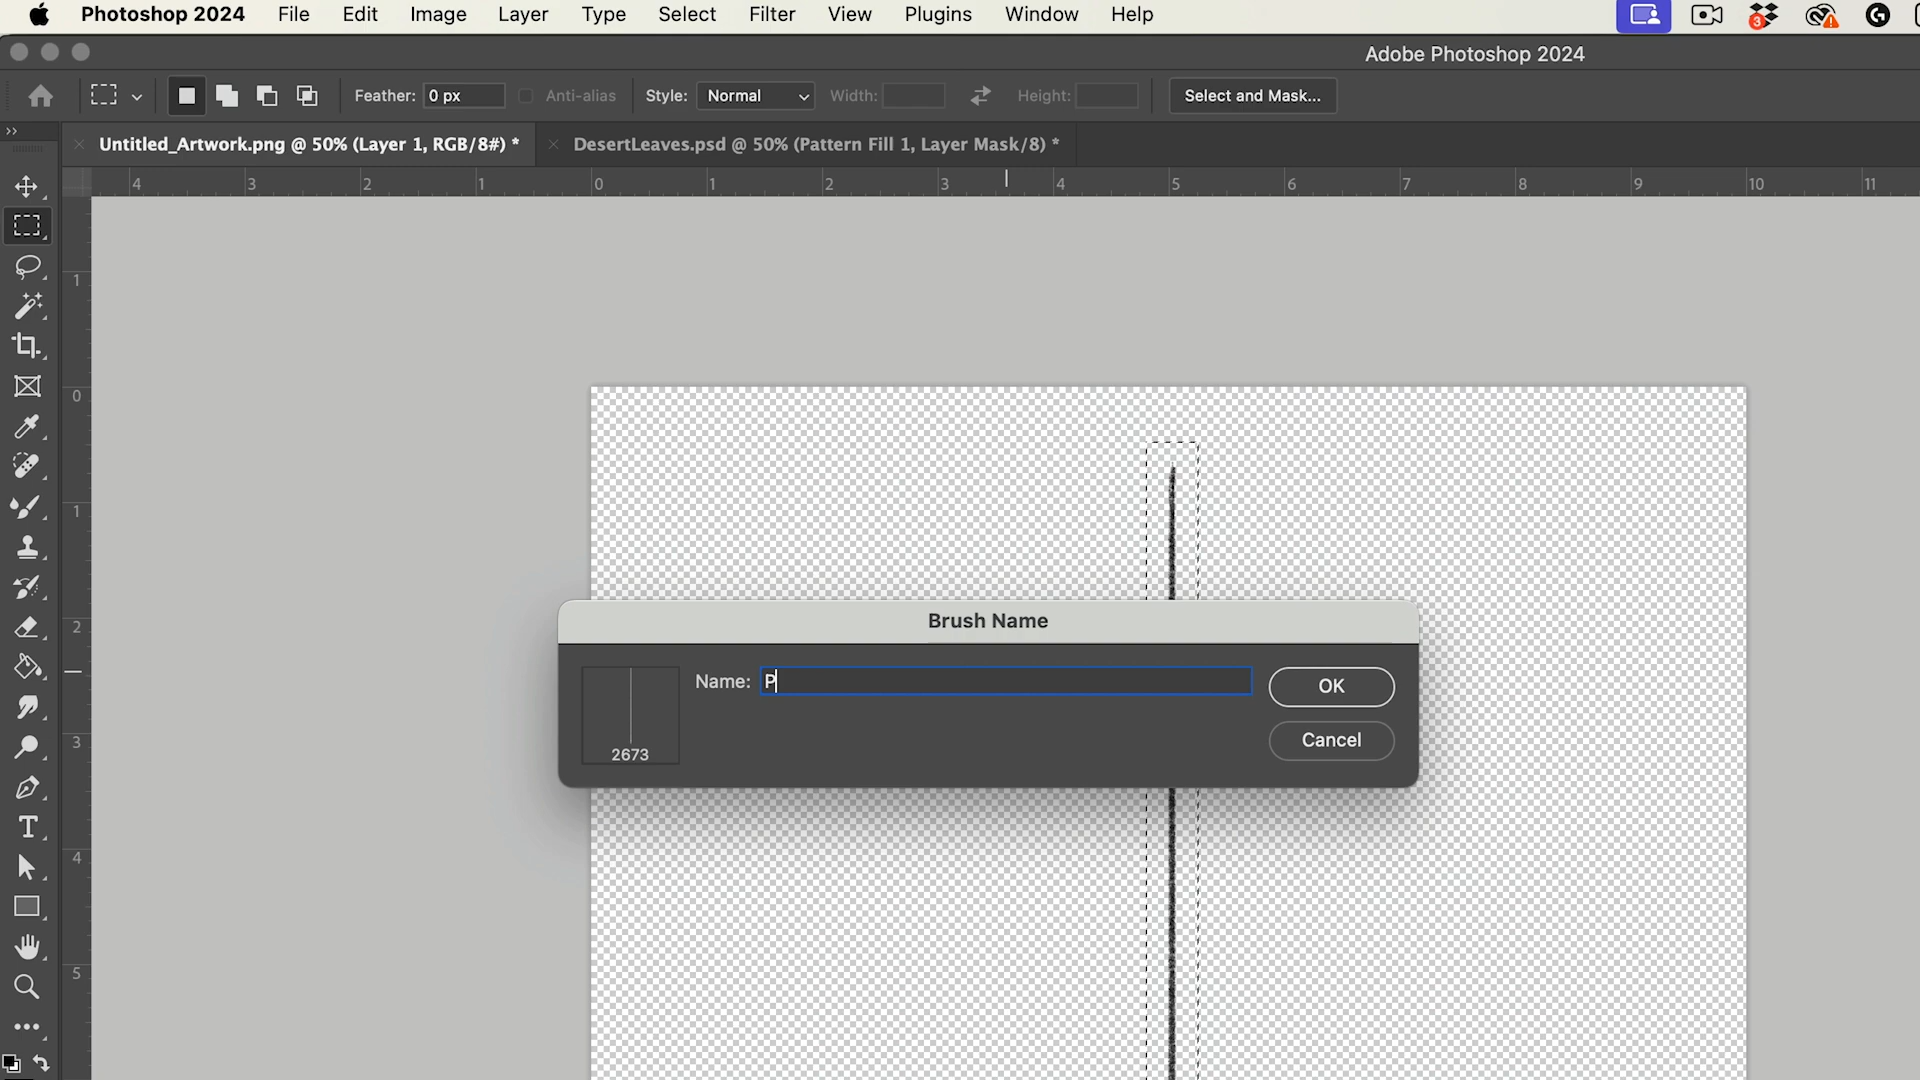 Photoshop 2024 File Edit Image Layer Type Select Filter View Plugins Window Help
3
Adobe Photoshop 2024
Feather: 0 px Anti-alias Style: Normal Width: Height: Select and Mask...
Untitled_Artwork.png @ 50% (Layer 1, RGB/8#) * DesertLeaves.psd @ 50% (Pattern Fill 1, Layer Mask/8) *
4 3 2 1 0 1 2 3 4 5 6 7 8 9 10 11
1
0
1
2
3
4
5
Brush Name
Name: P
OK
2673
Cancel